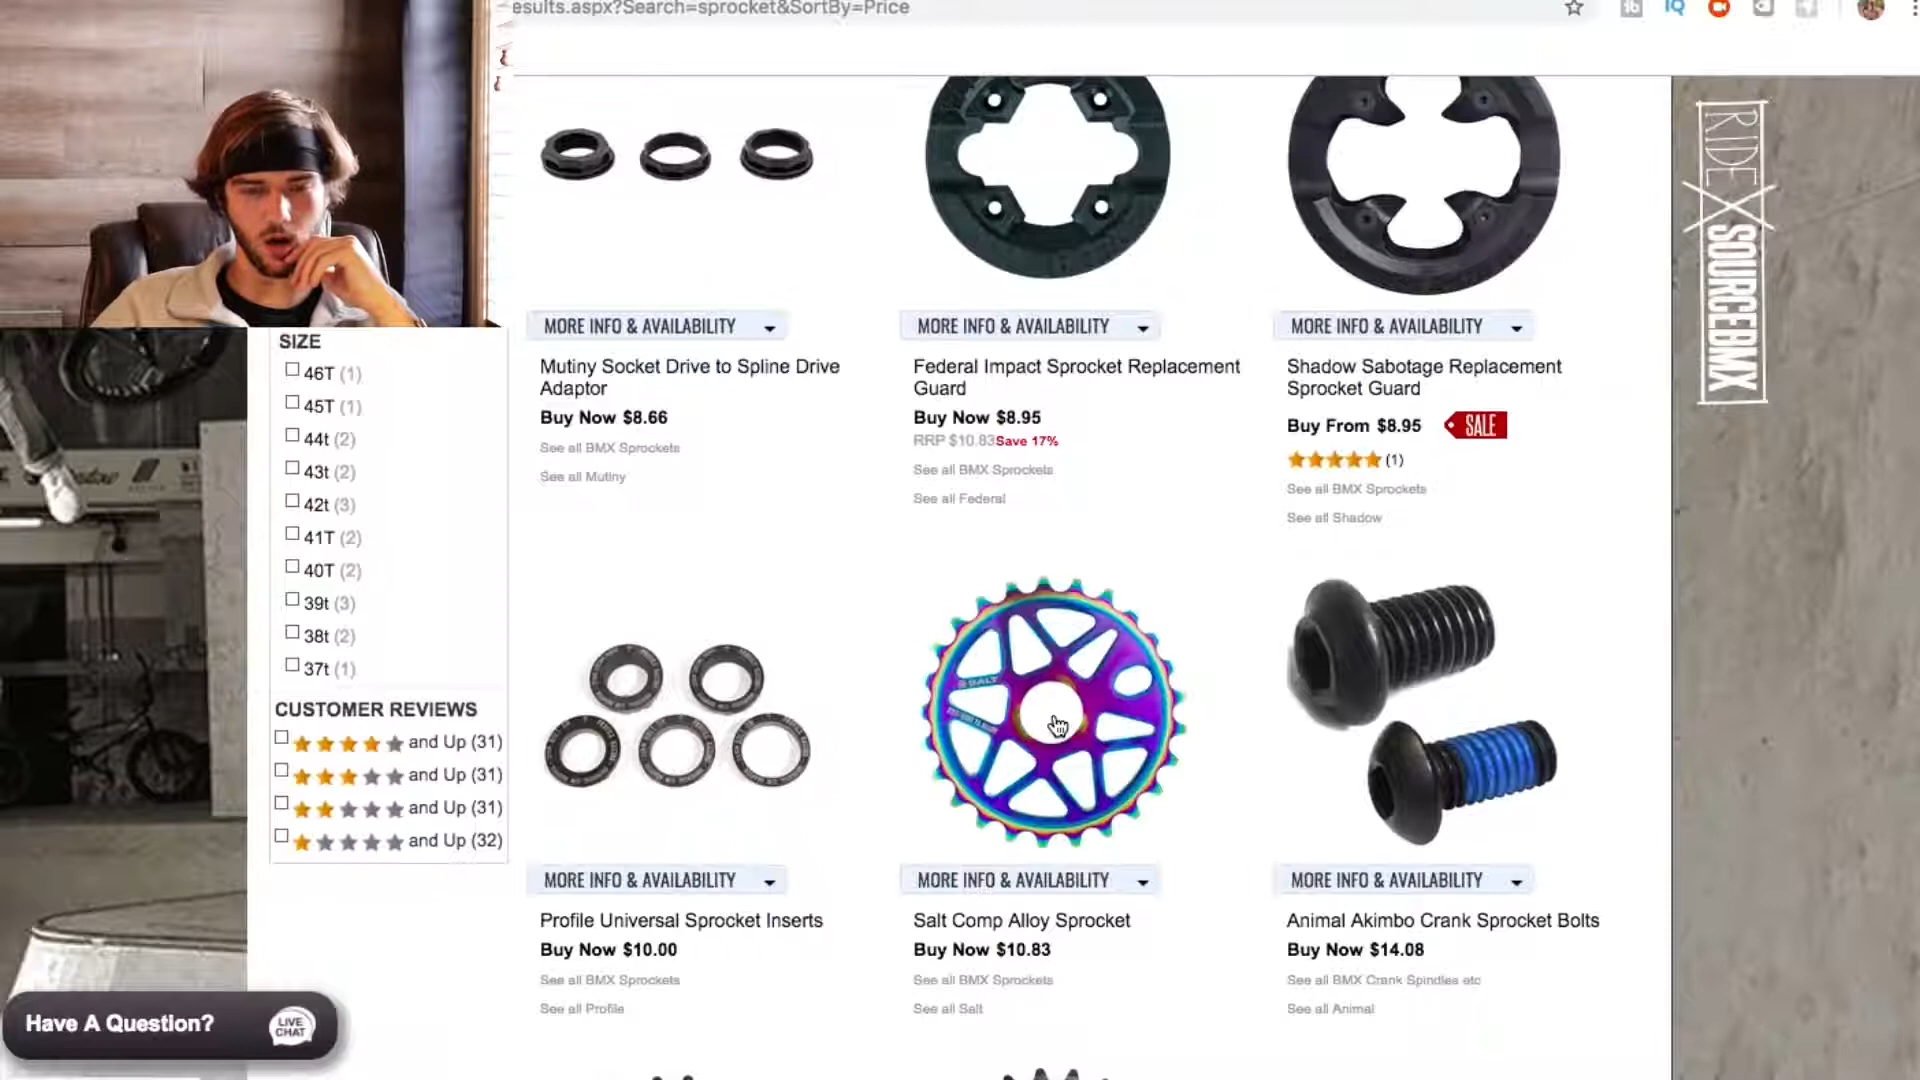 esults.aspx?Search=sprocket&SortBy=Price
RIDE
SOURCEBMX
SIZE
46T (1)
45T (1)
44t (2)
43t (2)
42t (3)
41T (2)
40T (2)
39t (3)
38t (2)
37t (1)
CUSTOMER REVIEWS
and Up (31)
and Up (31)
and Up (31)
and Up (32)
MORE INFO & AVAILABILITY
Mutiny Socket Drive to Spline Drive
Adaptor
Buy Now $8.66
See all BMX Sprockets
See all Mutiny
MORE INFO & AVAILABILITY
Federal Impact Sprocket Replacement
Guard
Buy Now $8.95
RRP $10.83Save 17%
See all BMX Sprockets
See all Federal
MORE INFO & AVAILABILITY
Shadow Sabotage Replacement
Sprocket Guard
Buy From $8.95 SALE
(1)
See all BMX Sprockets
See all Shadow
MORE INFO & AVAILABILITY
Profile Universal Sprocket Inserts
Buy Now $10.00
See all BMX Sprockets
See all Profile
SALT
MORE INFO & AVAILABILITY
Salt Comp Alloy Sprocket
Buy Now $10.83
See all BMX Sprockets
See all Salt
MORE INFO & AVAILABILITY
Animal Akimbo Crank Sprocket Bolts
Buy Now $14.08
See all BMX Crank Spindles etc
See all Animal
Have A Question?
LIVE
CHAT